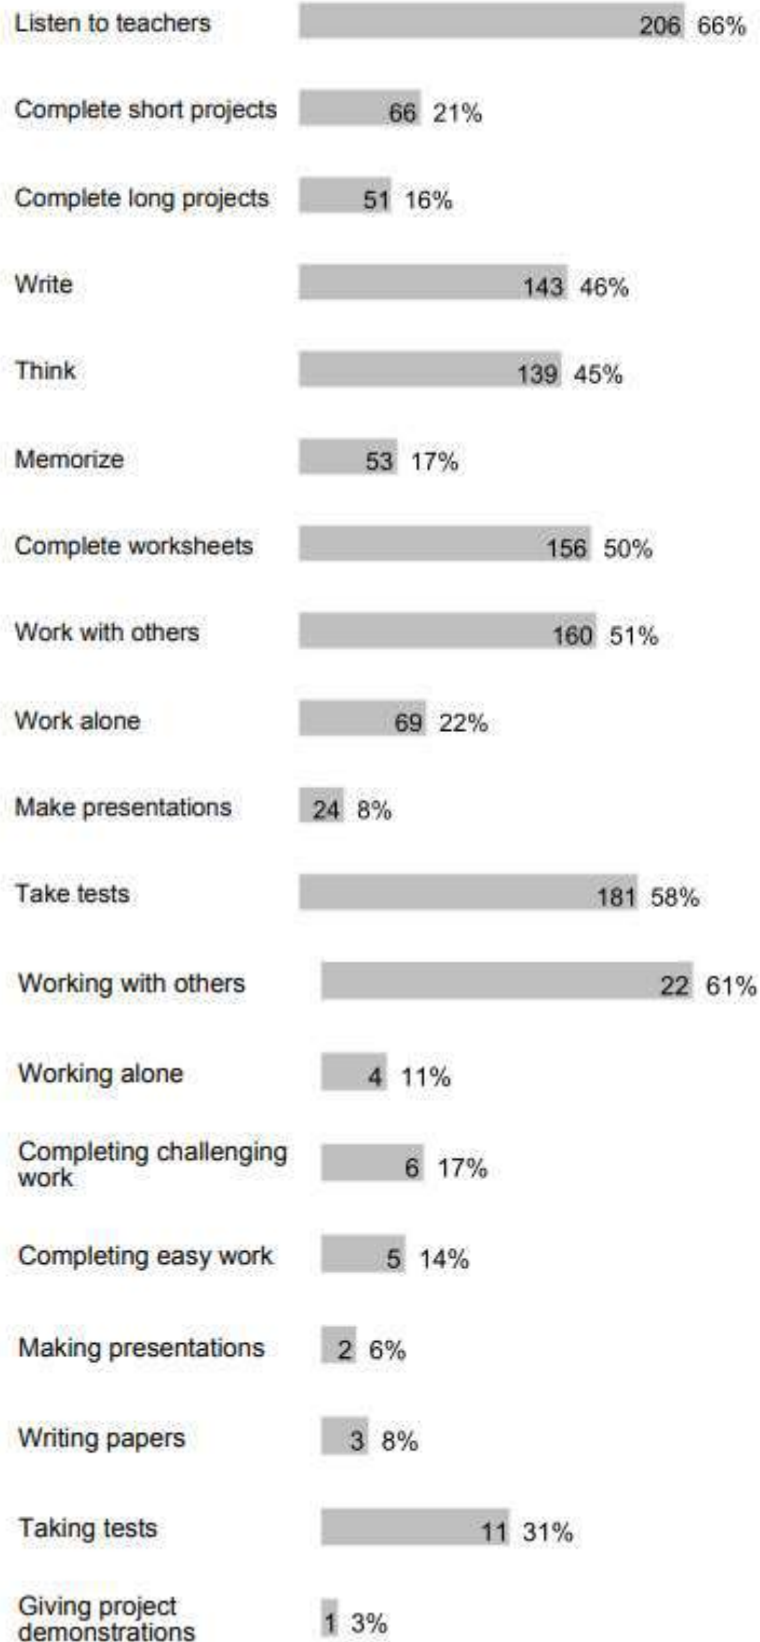 Listen to teachers 206 66%
Complete short projects 66 21%
Complete long projects 51 16%
Write 143 46%
Think 139 45%
Memorize 53 17%
Complete worksheets 156 50%
Work with others 160 51%
Work alone 69 22%
Make presentations 24 8%
Take tests 181 58%
Working with others 22 61%
Working alone 4 11%
Completing challenging
work 6 17%
Completing easy work 5 14%
Making presentations 2 6%
Writing papers 3 8%
Taking tests 11 31%
Giving project
demonstrations 1 3%